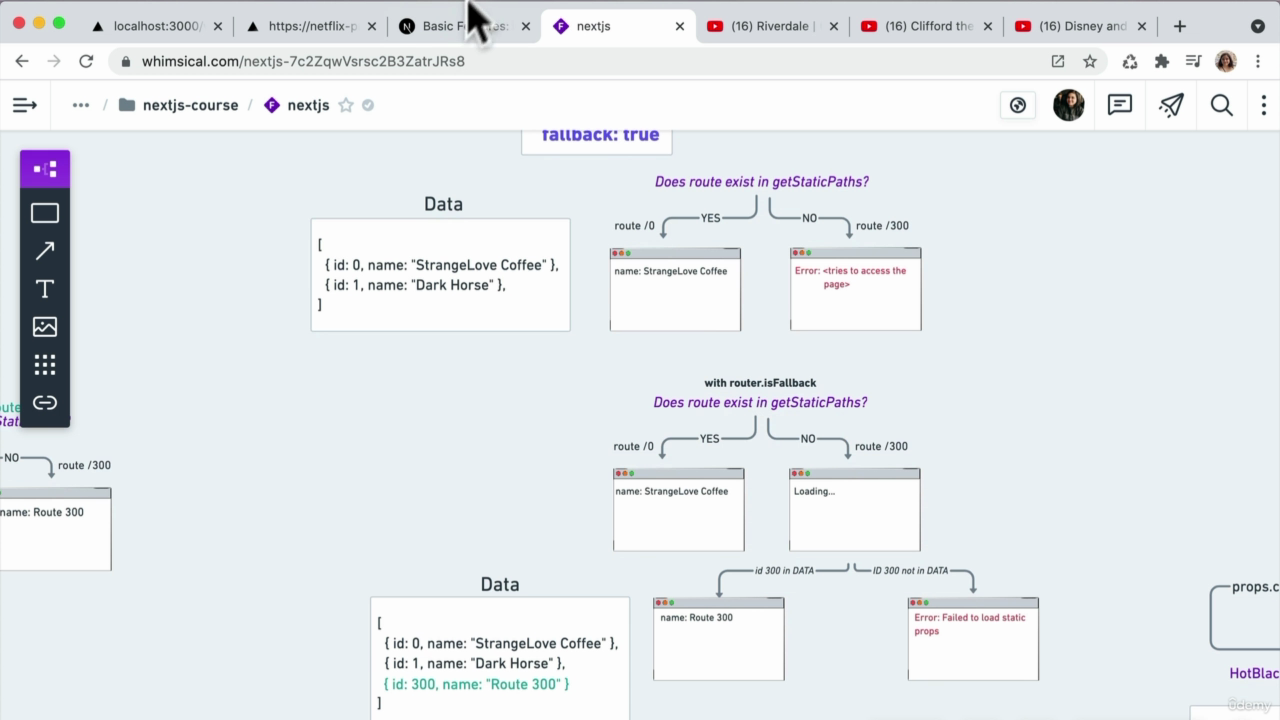 localhost:3000/
https://netflix-p
Basic F
es:
nextjs
(16) Riverdale |
(16) Clifford the
(16) Disney and
whimsical.com/nextjs-7c2ZqwVsrsc2B3ZatrJRs8
... / nextjs-course / nextjs
fallback: true
Does route exist in getStaticPaths?
YES
NO
route /0
route /300
Data
[
{ id: 0, name: "StrangeLove Coffee" },
{ id: 1, name: "Dark Horse" },
]
name: StrangeLove Coffee
Error: <tries to access the
page>
with router.isFallback
Does route exist in getStaticPaths?
YES
NO
route /0
route /300
name: StrangeLove Coffee
Loading...
oute
Stat
NO
route /300
name: Route 300
id 300 in DATA
ID 300 not in DATA
name: Route 300
Error: Failed to load static
props
Data
[
{ id: 0, name: "StrangeLove Coffee" },
{ id: 1, name: "Dark Horse" },
{ id: 300, name: "Route 300" }
]
props.c
HotBlac
T
F
N
F
ûdemy